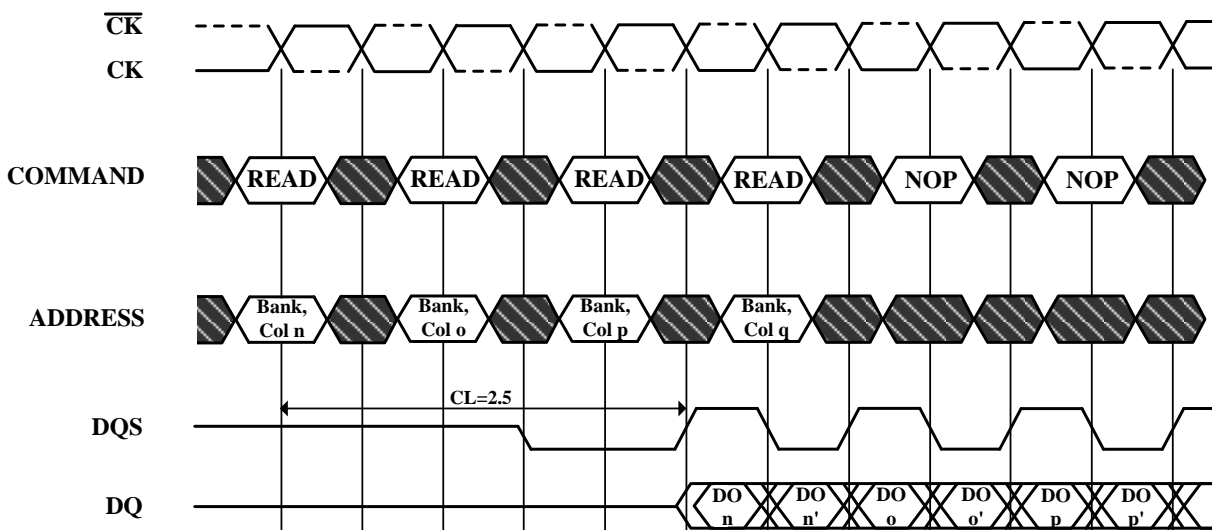 CK
CK
COMMAND
READ
READ
READ
READ
NOP
NOP
ADDRESS
Bank,
Col n
Bank,
Col o
Bank,
Col p
Bank,
Col q
CL=2.5
DQS
DQ
DO
n
DO
n'
DO
o
DO
o'
DO
p
DO
p'